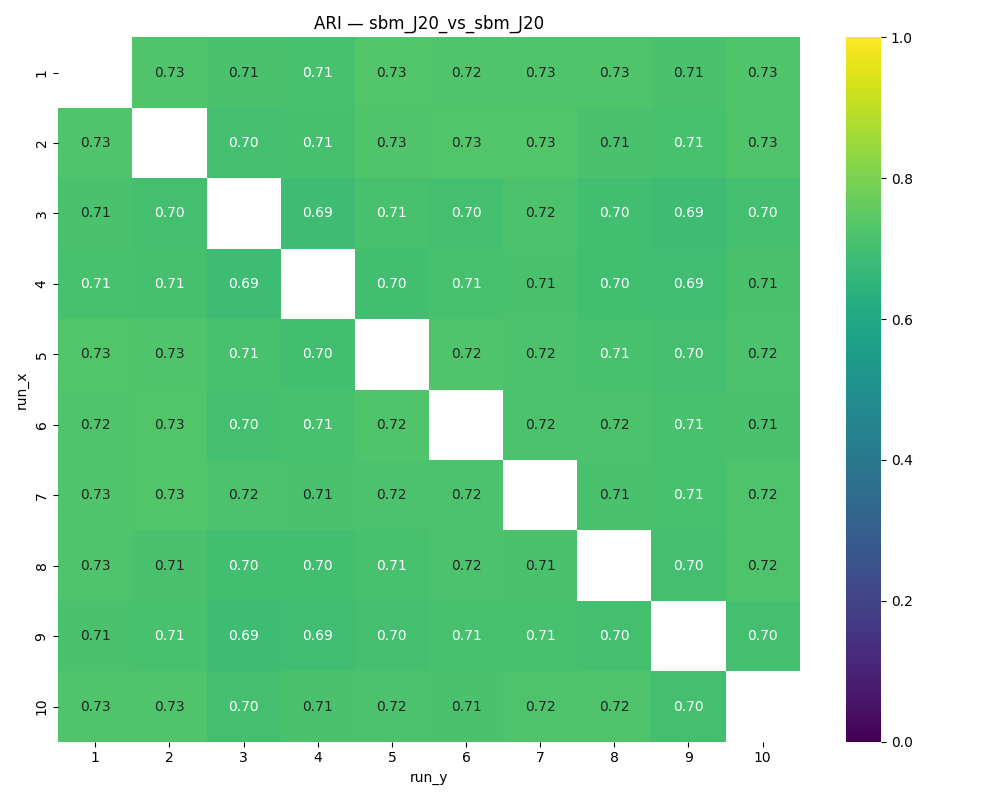 ARI — sbm_J20_vs_sbm_J20
1 0.73 0.71 0.71 0.73 0.72 0.73 0.73 0.71 0.73
2 0.73 0.70 0.71 0.73 0.73 0.73 0.71 0.71 0.73
3 0.71 0.70 0.69 0.71 0.70 0.72 0.70 0.69 0.70
4 0.71 0.71 0.69 0.70 0.71 0.71 0.70 0.69 0.71
5 0.73 0.73 0.71 0.70 0.72 0.72 0.71 0.70 0.72
6 0.72 0.73 0.70 0.71 0.72 0.72 0.72 0.71 0.71
7 0.73 0.73 0.72 0.71 0.72 0.72 0.71 0.71 0.72
8 0.73 0.71 0.70 0.70 0.71 0.72 0.71 0.70 0.72
9 0.71 0.71 0.69 0.69 0.70 0.71 0.71 0.70 0.70
10 0.73 0.73 0.70 0.71 0.72 0.71 0.72 0.72 0.70
1 2 3 4 5 6 7 8 9 10
run_y
run_x
1.0
0.8
0.6
0.4
0.2
0.0